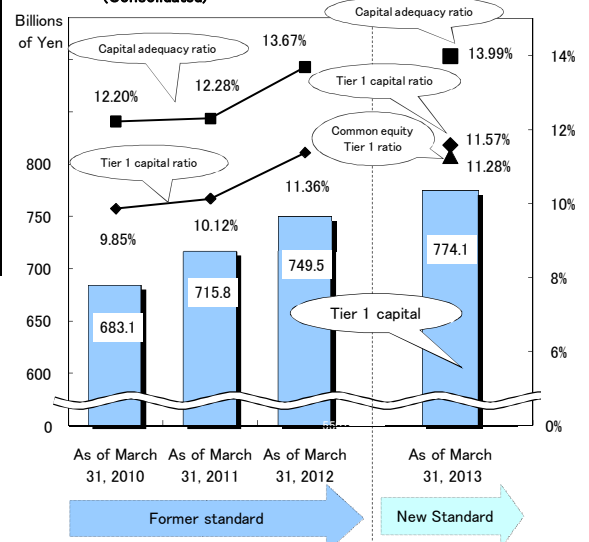 (Consolidated)
Billions
of Yen
Capital adequacy ratio
13.67%
Capital adequacy ratio
13.99%
14%
12.20%
12.28%
Tier 1 capital ratio
12%
Common equity
Tier 1 ratio
11.57%
11.28%
800
Tier 1 capital ratio
11.36%
10%
9.85%
10.12%
750
749.5
774.1
700
715.8
8%
683.1
Tier 1 capital
650
6%
600
0
0%
As of March
31, 2010
As of March
31, 2011
As of March
31, 2012
As of March
31, 2013
Former standard
New Standard